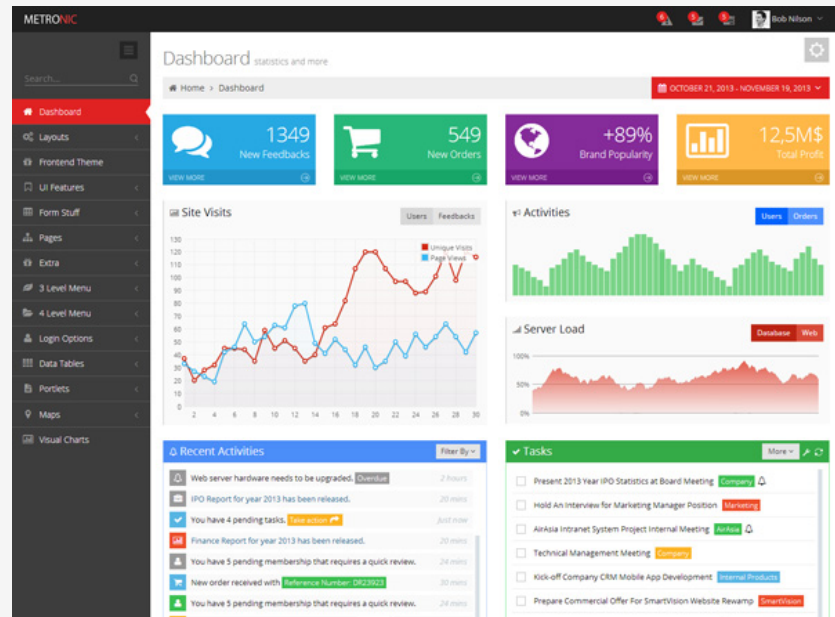 METRONIC
6
5
5
Bob Nilson
Search...
Dashboard
Layouts
Frontend Theme
UI Features
Form Stuff
Pages
Extra
3 Level Menu
4 Level Menu
Login Options
Data Tables
Portlets
Maps
Visual Charts
Dashboard statistics and more
Home > Dashboard
OCTOBER 21, 2013 - NOVEMBER 19, 2013
1349
New Feedbacks
VIEW MORE
549
New Orders
VIEW MORE
+89%
Brand Popularity
VIEW MORE
12,5M$
Total Profit
VIEW MORE
Site Visits
Users Feedbacks
Unique Visits
Page Views
130
120
110
100
90
80
70
60
50
40
30
20
10
0
2 4 6 8 10 12 14 16 18 20 22 24 26 28 30
Activities
Users Orders
Server Load
Database Web
100%
50%
0%
Recent Activities
Filter By
Web server hardware needs to be upgraded. Overdue 2 hours
IPO Report for year 2013 has been released. 20 mins
You have 4 pending tasks. Take action Just now
Finance Report for year 2013 has been released. 20 mins
You have 5 pending membership that requires a quick review. 24 mins
New order received with Reference Number: DR23923 30 mins
You have 5 pending membership that requires a quick review. 24 mins
Tasks
More
Present 2013 Year IPO Statistics at Board Meeting Company
Hold An Interview for Marketing Manager Position Marketing
AirAsia Intranet System Project Internal Meeting AirAsia
Technical Management Meeting Company
Kick-off Company CRM Mobile App Development Internal Products
Prepare Commercial Offer For SmartVision Website Rewamp SmartVision